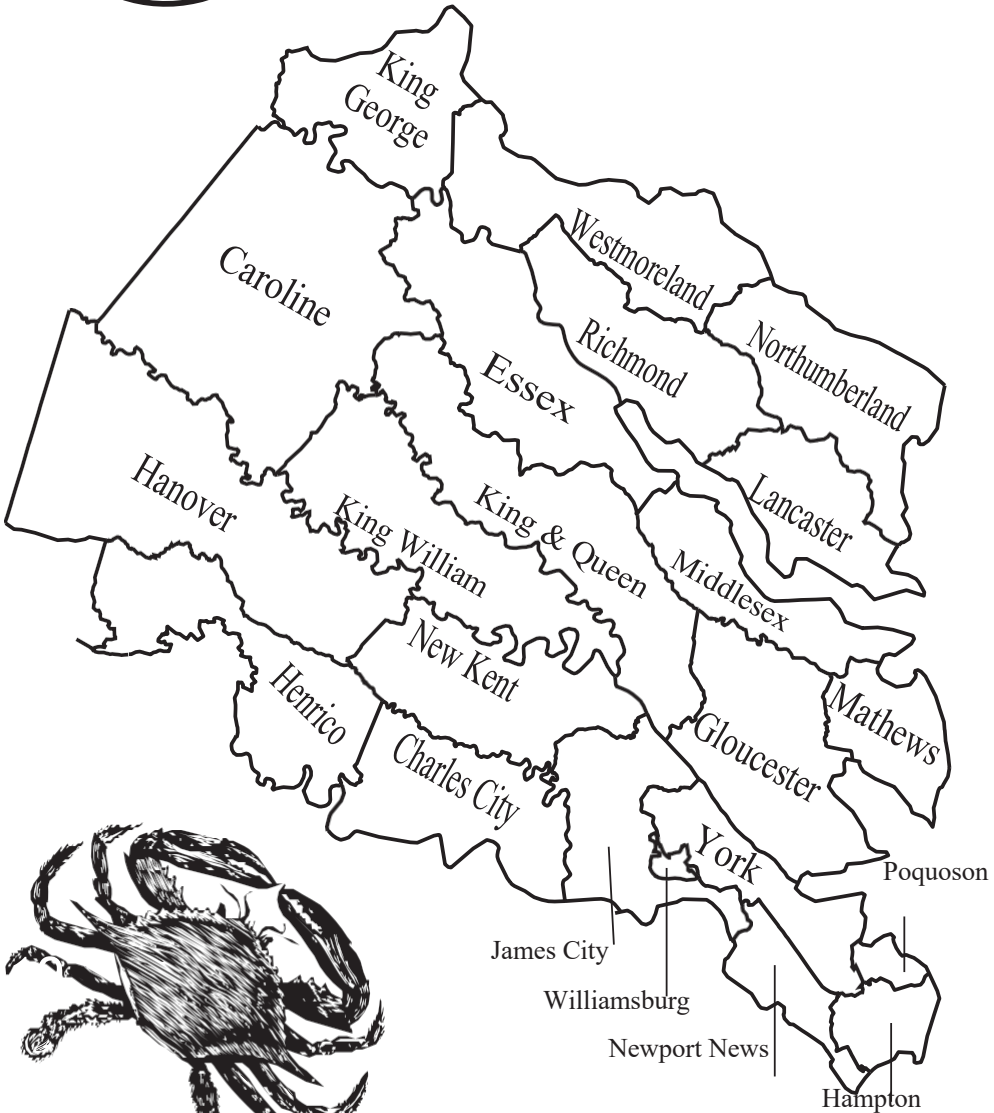 King
George
Westmoreland
Caroline
Northumberland
Richmond
Essex
Hanover
Lancaster
King William
King & Queen
Middlesex
New Kent
Henrico
Mathews
Gloucester
Charles City
York
Poquoson
James City
Williamsburg
Newport News
Hampton